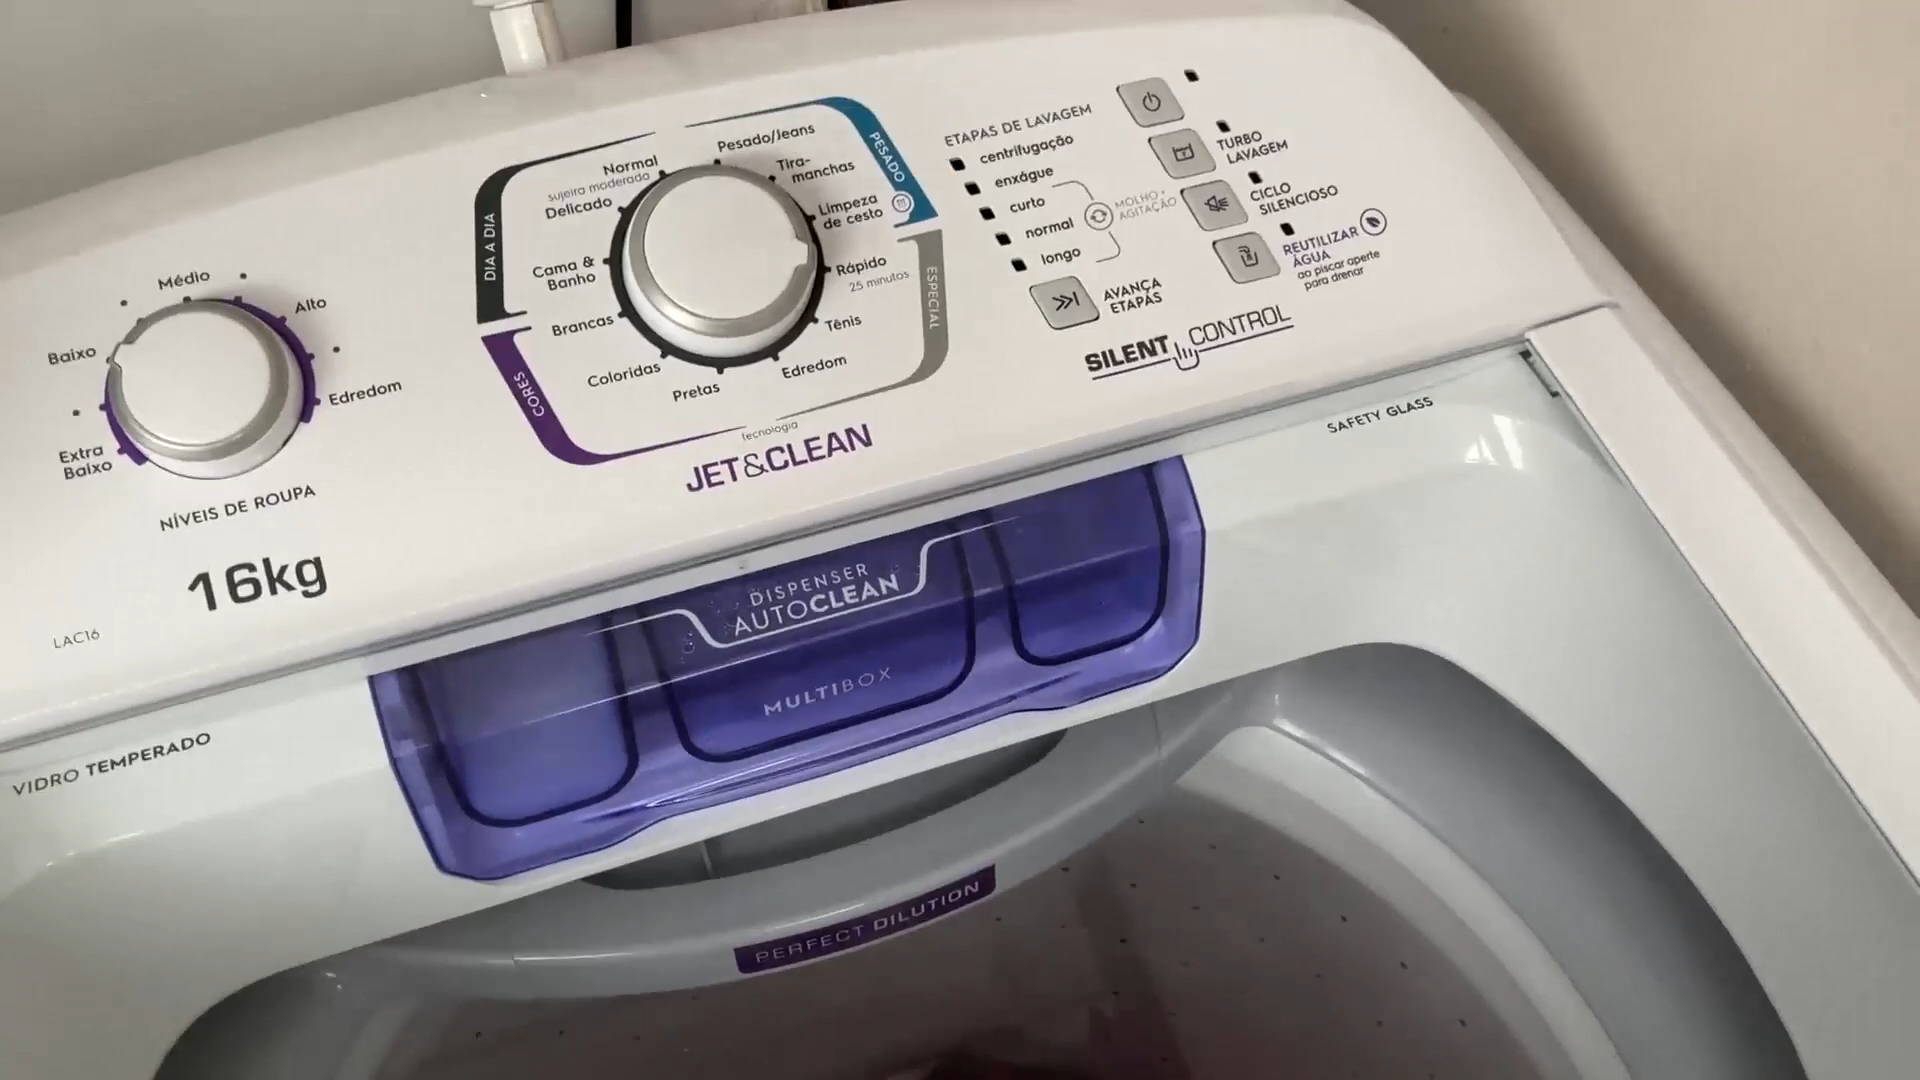 Médio
Alto
Baixo
Edredom
Extra
Baixo
NÍVEIS DE ROUPA
16kg
LAC16
DIA A DIA
Normal
sujeira moderada
Delicado
Cama &
Banho
PESADO
Pesado/Jeans
Tira-
manchas
Limpeza
de cesto
ESPECIAL
Rápido
25 minutos
Tênis
Edredom
CORES
Brancas
Coloridas
Pretas
tecnologia
JET&CLEAN
ETAPAS DE LAVAGEM
centrifugação
enxágue
curto
normal
longo
MOLHO +
AGITAÇÃO
AVANÇA
ETAPAS
TURBO
LAVAGEM
CICLO
SILENCIOSO
REUTILIZAR
ÁGUA
ao piscar aperte
para drenar
SILENT CONTROL
SAFETY GLASS
DISPENSER
AUTOCLEAN
MULTIBOX
VIDRO TEMPERADO
PERFECT DILUTION